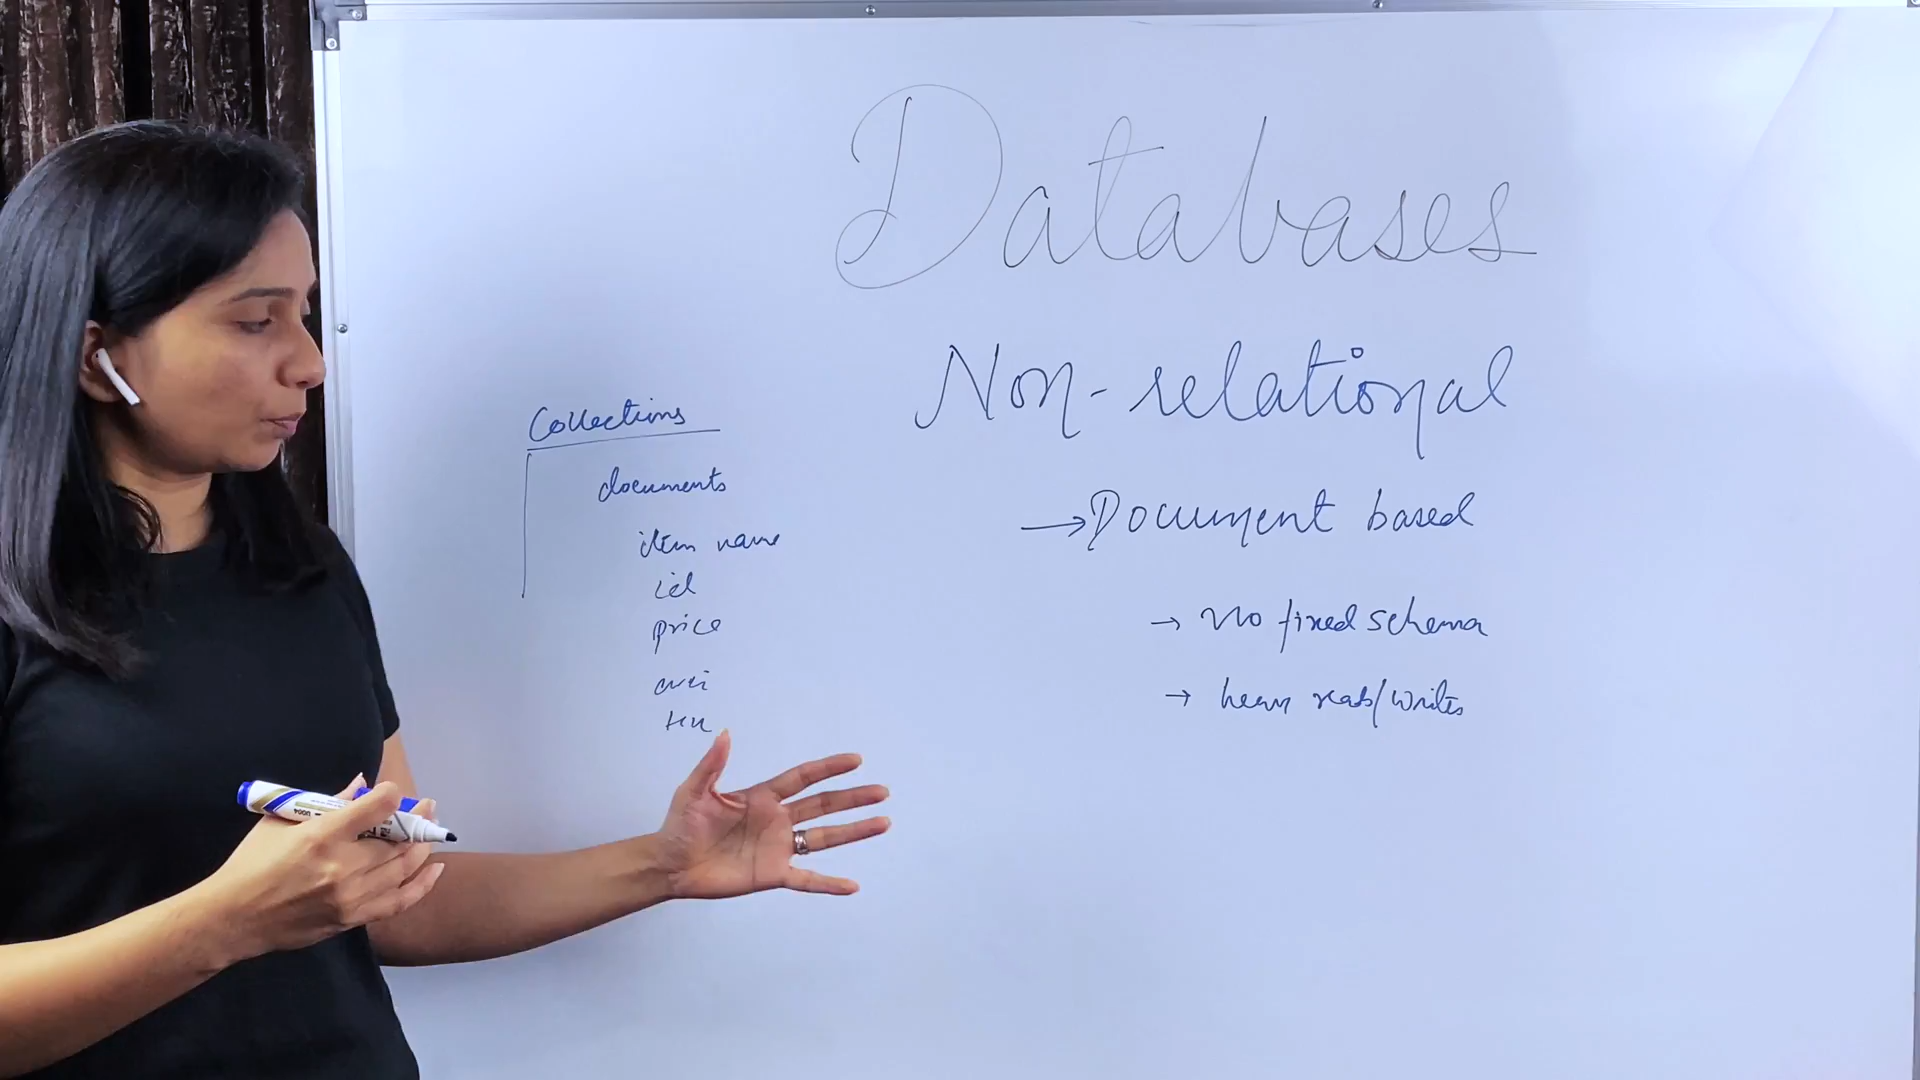 Databases
Non-relational
→ Document based
→ No fixed schema
→ heavy reads/writes
Collections
documents
item name
id
price